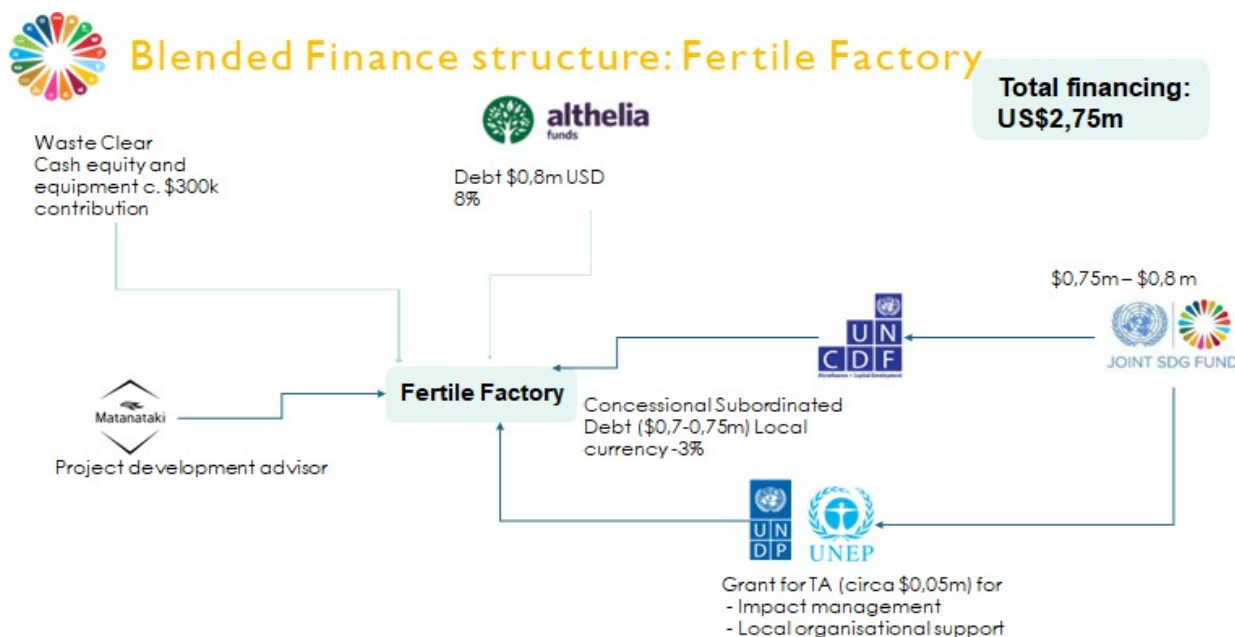 Blended Finance structure: Fertile Factory
Total financing:
US$2,75m
althelia
funds
Waste Clear
Cash equity and
equipment c. $300k
contribution
Debt $0,8m USD
8%
$0,75m – $0,8 m
UN
CDF
JOINT SDG FUND
Fertile Factory
Matanataki
Project development advisor
Concessional Subordinated
Debt ($0,7-0,75m) Local
currency -3%
UN
DP
UNEP
Grant for TA (circa $0,05m) for
- Impact management
- Local organisational support